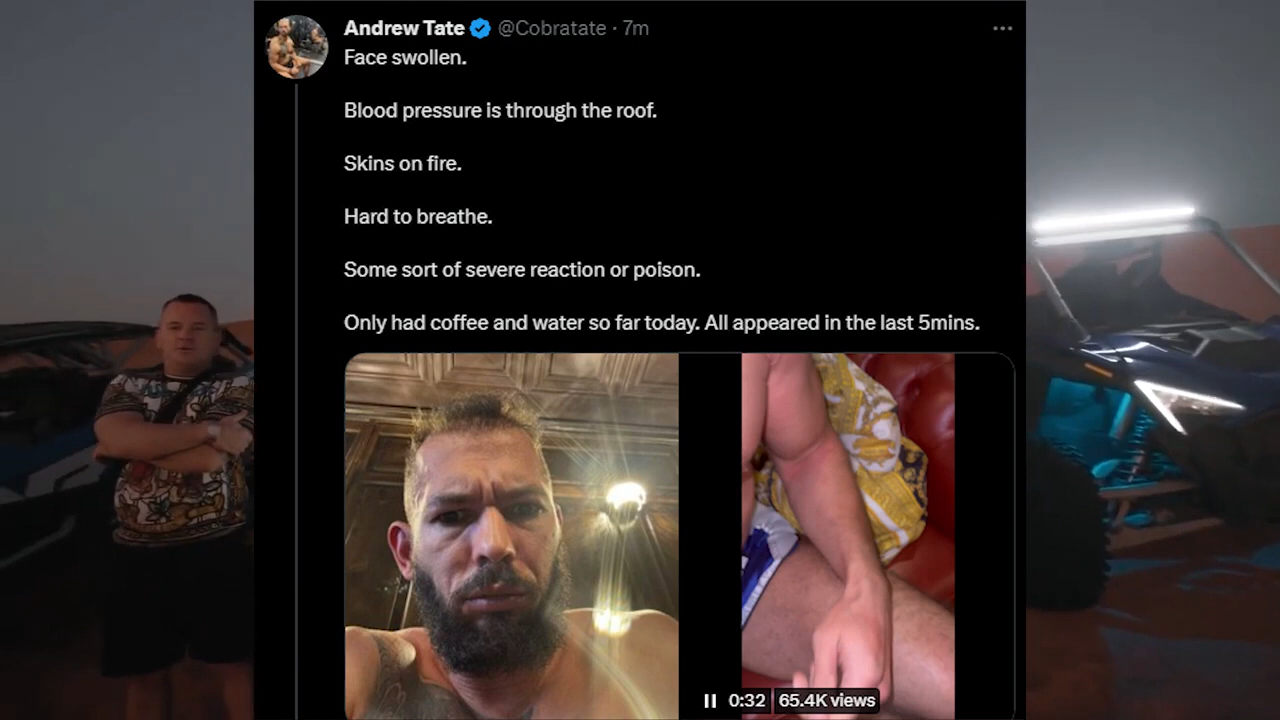 Andrew Tate @Cobratate · 7m
Face swollen.
Blood pressure is through the roof.
Skins on fire.
Hard to breathe.
Some sort of severe reaction or poison.
Only had coffee and water so far today. All appeared in the last 5mins.
0:32 65.4K views